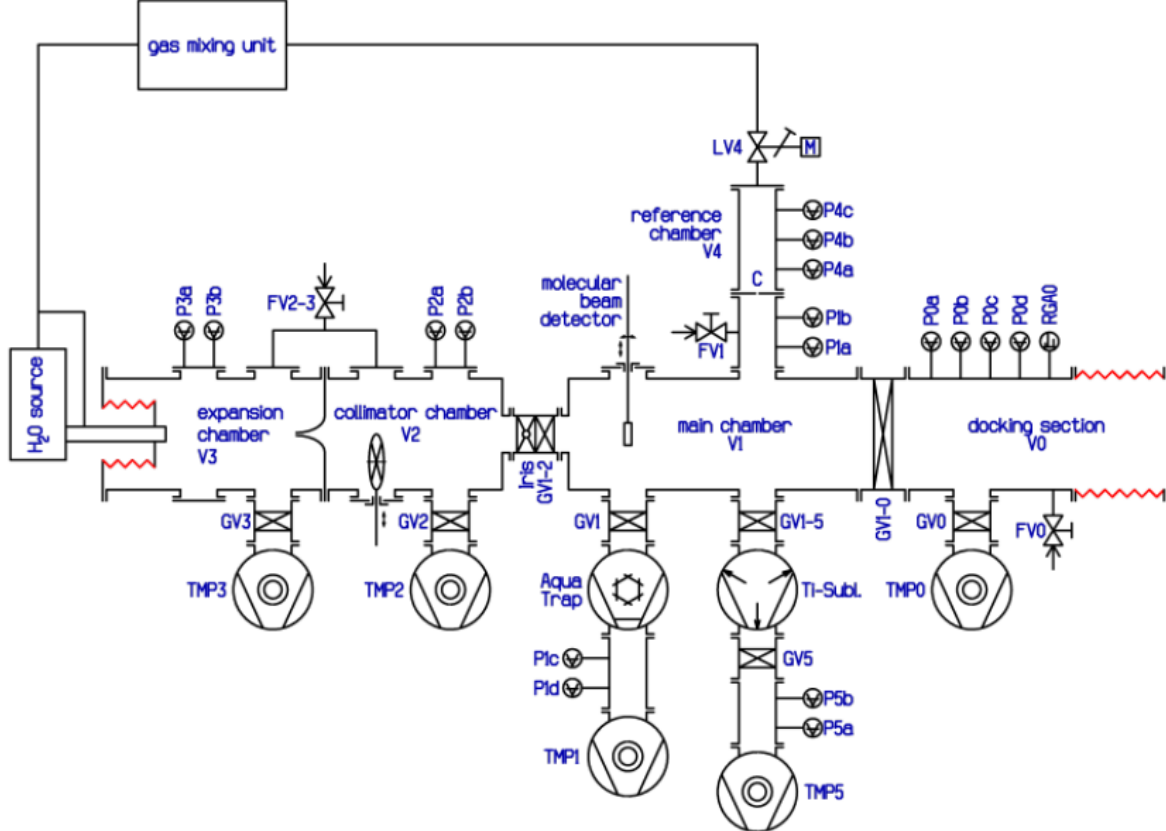 gas mixing unit
LV4
M
reference
chamber
V4
P4c
P4b
P4a
C
P3a
P3b
FV2-3
P2a
P2b
molecular
beam
detector
FV1
P1b
P1a
P0a
P0b
P0c
P0d
RGA0
H2O source
expansion
chamber
V3
collimator chamber
V2
Iris
GV1-2
main chamber
V1
GV1-0
docking section
V0
GV3
GV2
GV1
GV1-5
GV0
FV0
TMP3
TMP2
Aqua
Trap
Ti-Subl.
TMP0
P1c
P1d
GV5
P5b
P5a
TMP1
TMP5